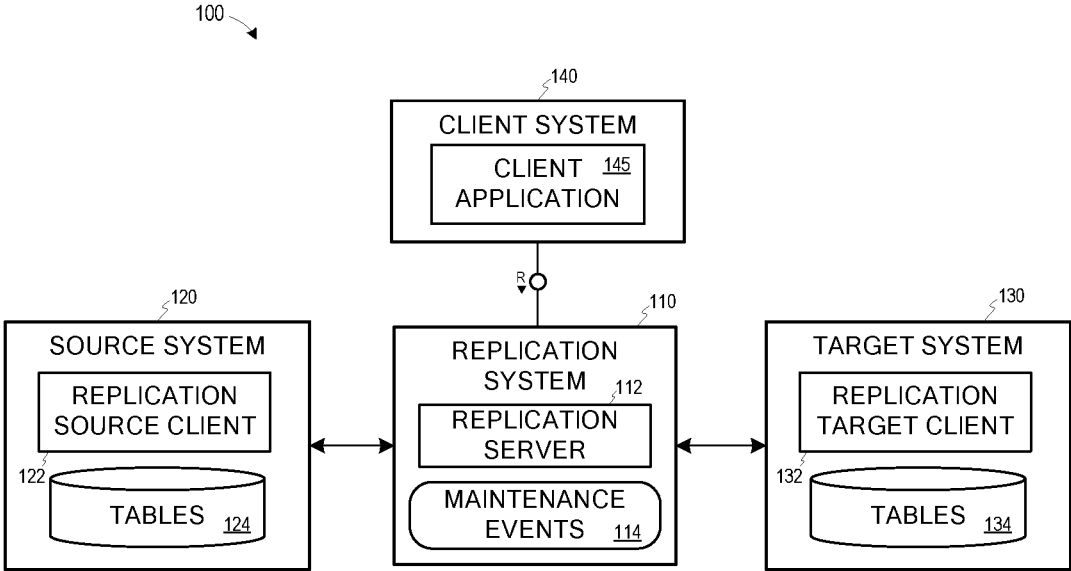 100
140
CLIENT SYSTEM
CLIENT 145
APPLICATION
R
120
SOURCE SYSTEM
REPLICATION
SOURCE CLIENT
122
TABLES 124
110
REPLICATION
SYSTEM
112
REPLICATION
SERVER
MAINTENANCE
EVENTS 114
130
TARGET SYSTEM
REPLICATION
TARGET CLIENT
132
TABLES 134